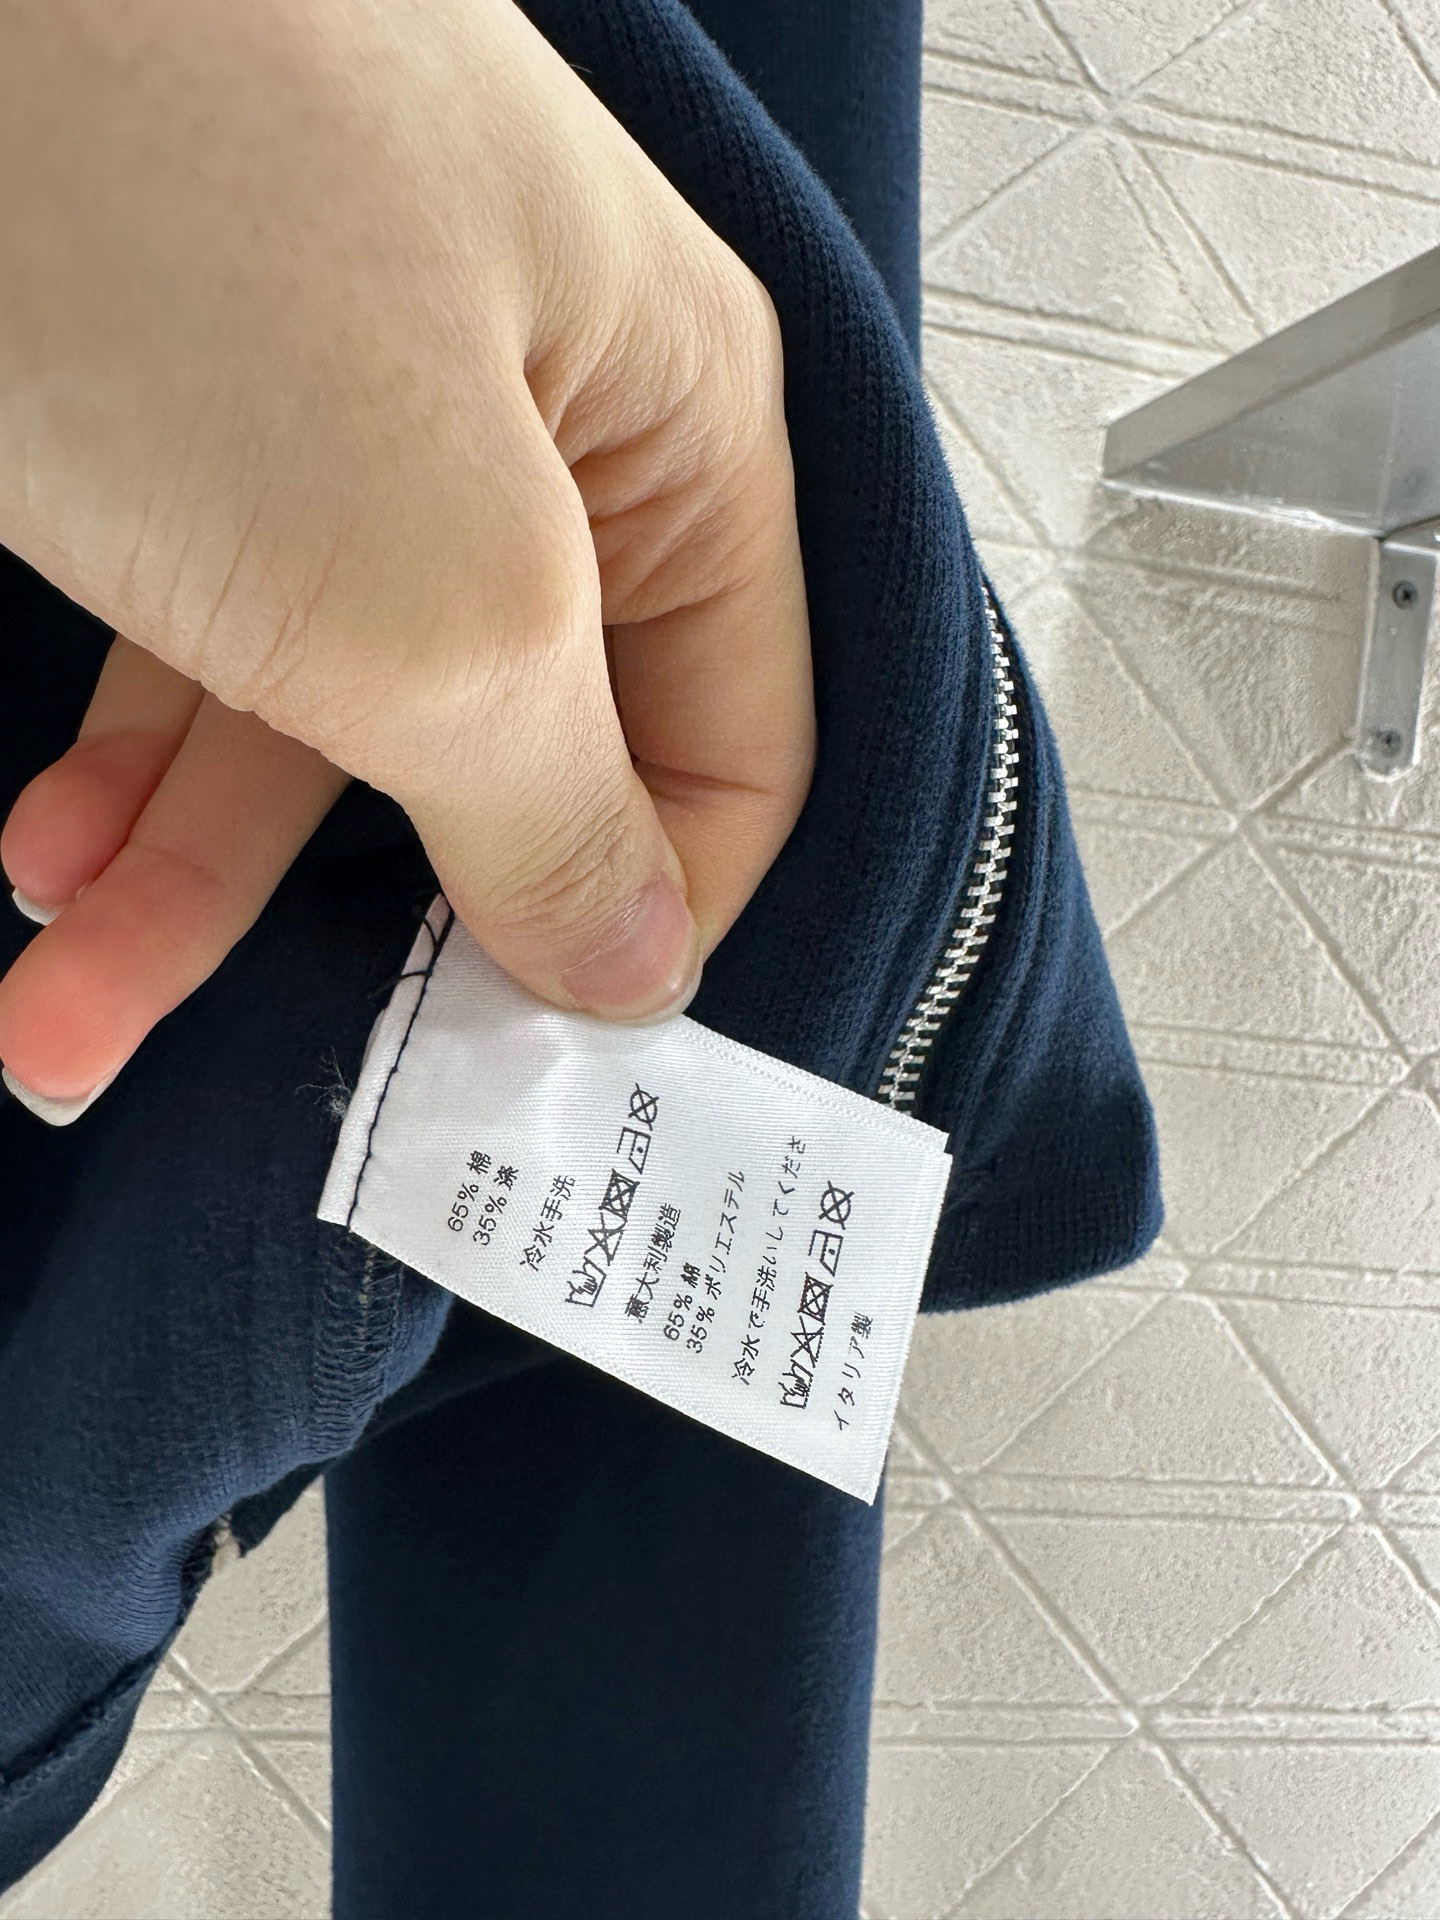 65% 棉
35% 涤
冷水手洗
意大利製造
65% 綿
35% ポリエステル
冷水で手洗いしてくださ
イタリア製